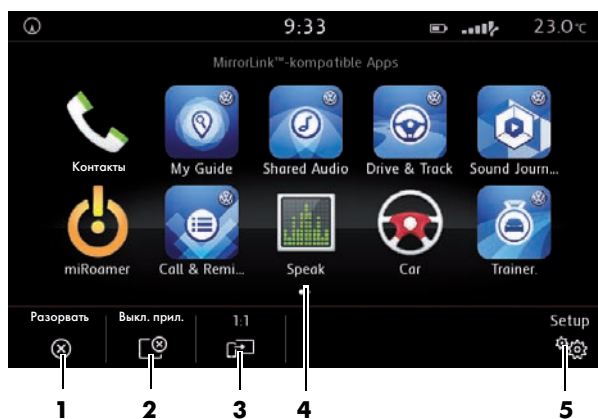 9:33 23.0°c
MirrorLink™-kompatible Apps
Контакты My Guide Shared Audio Drive & Track Sound Journ...
miRoamer Call & Remi... Speak Car Trainer.
Разорвать Выкл. прил. 1:1 Setup
1 2 3 4 5